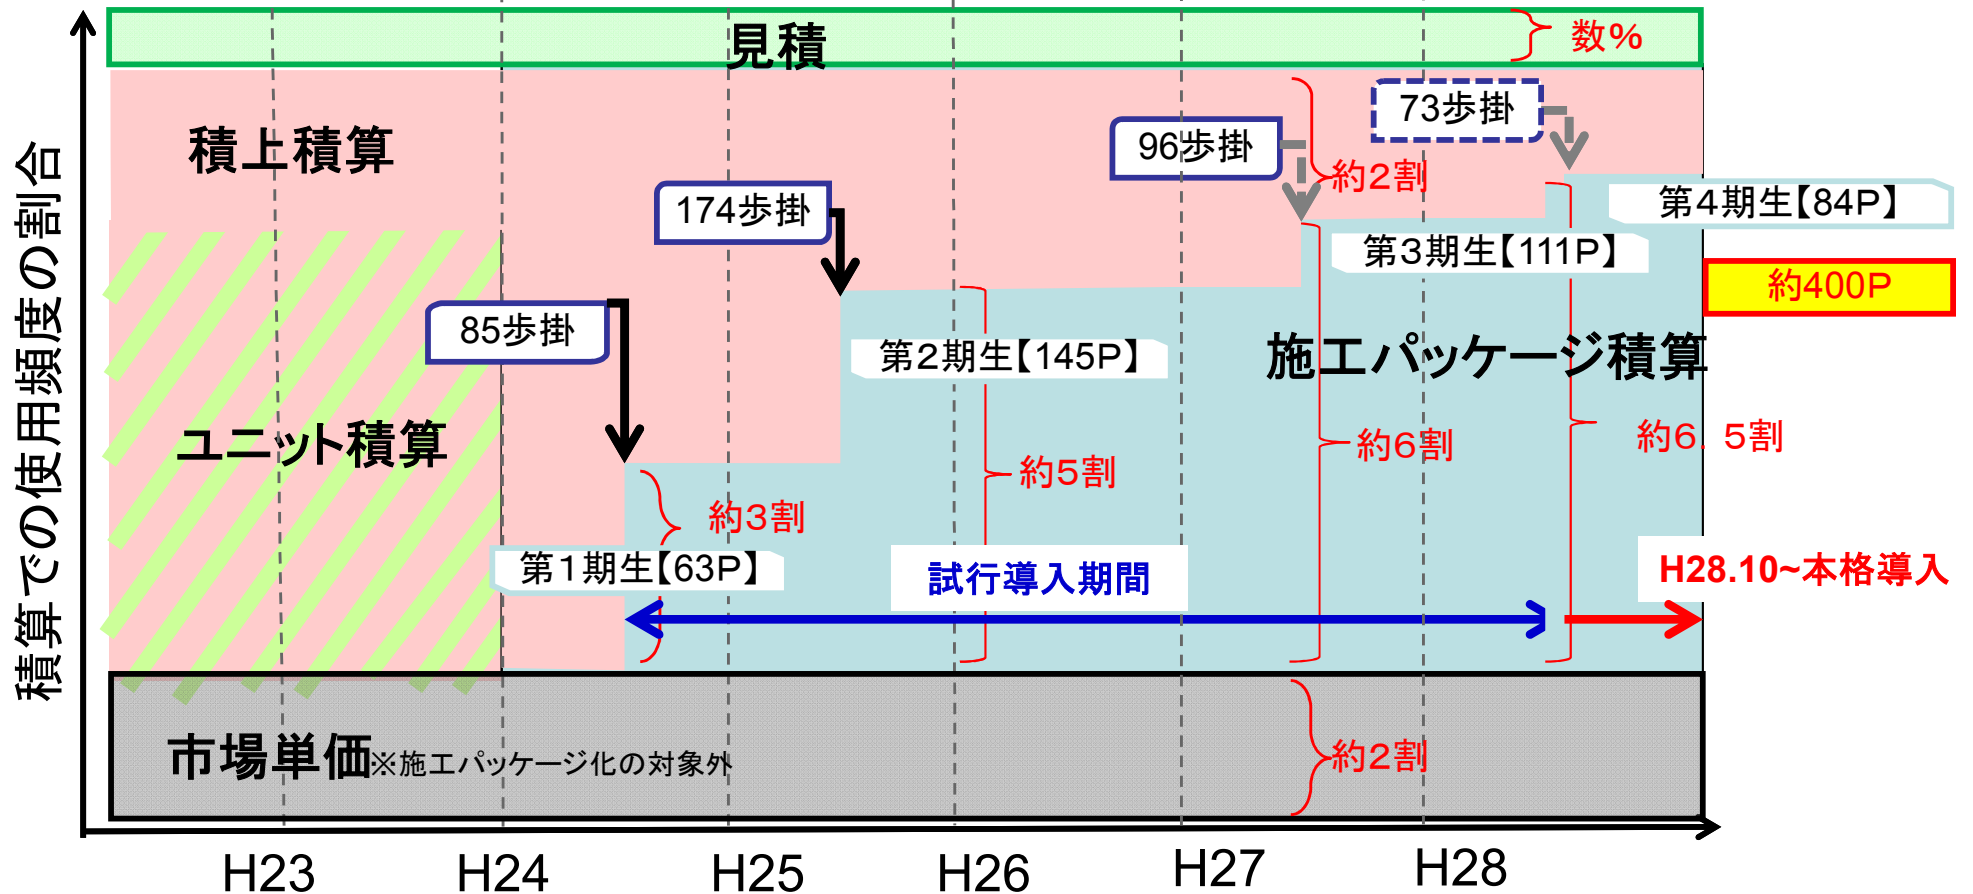 見積
数%
積算での使用頻度の割合
積上積算
73歩掛
96歩掛
約2割
174歩掛
第4期生【84P】
第3期生【111P】
約400P
85歩掛
第2期生【145P】
施工パッケージ積算
ユニット積算
約5割
約6割
約6．5割
約3割
第1期生【63P】
試行導入期間
H28.10~本格導入
市場単価※施工パッケージ化の対象外
約2割
H23
H24
H25
H26
H27
H28